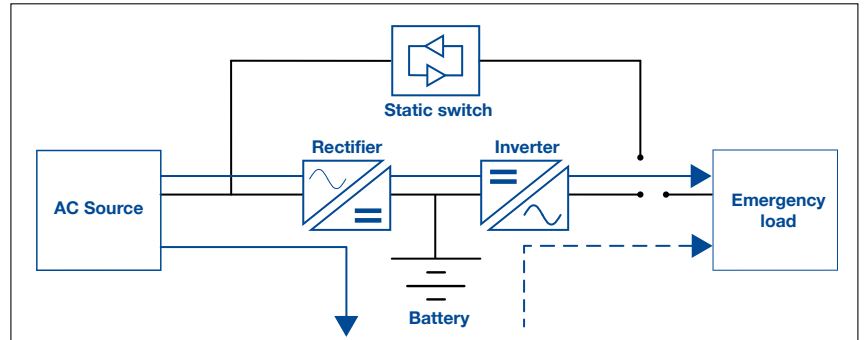 Static switch
Rectifier
Inverter
AC Source
Emergency
load
Battery